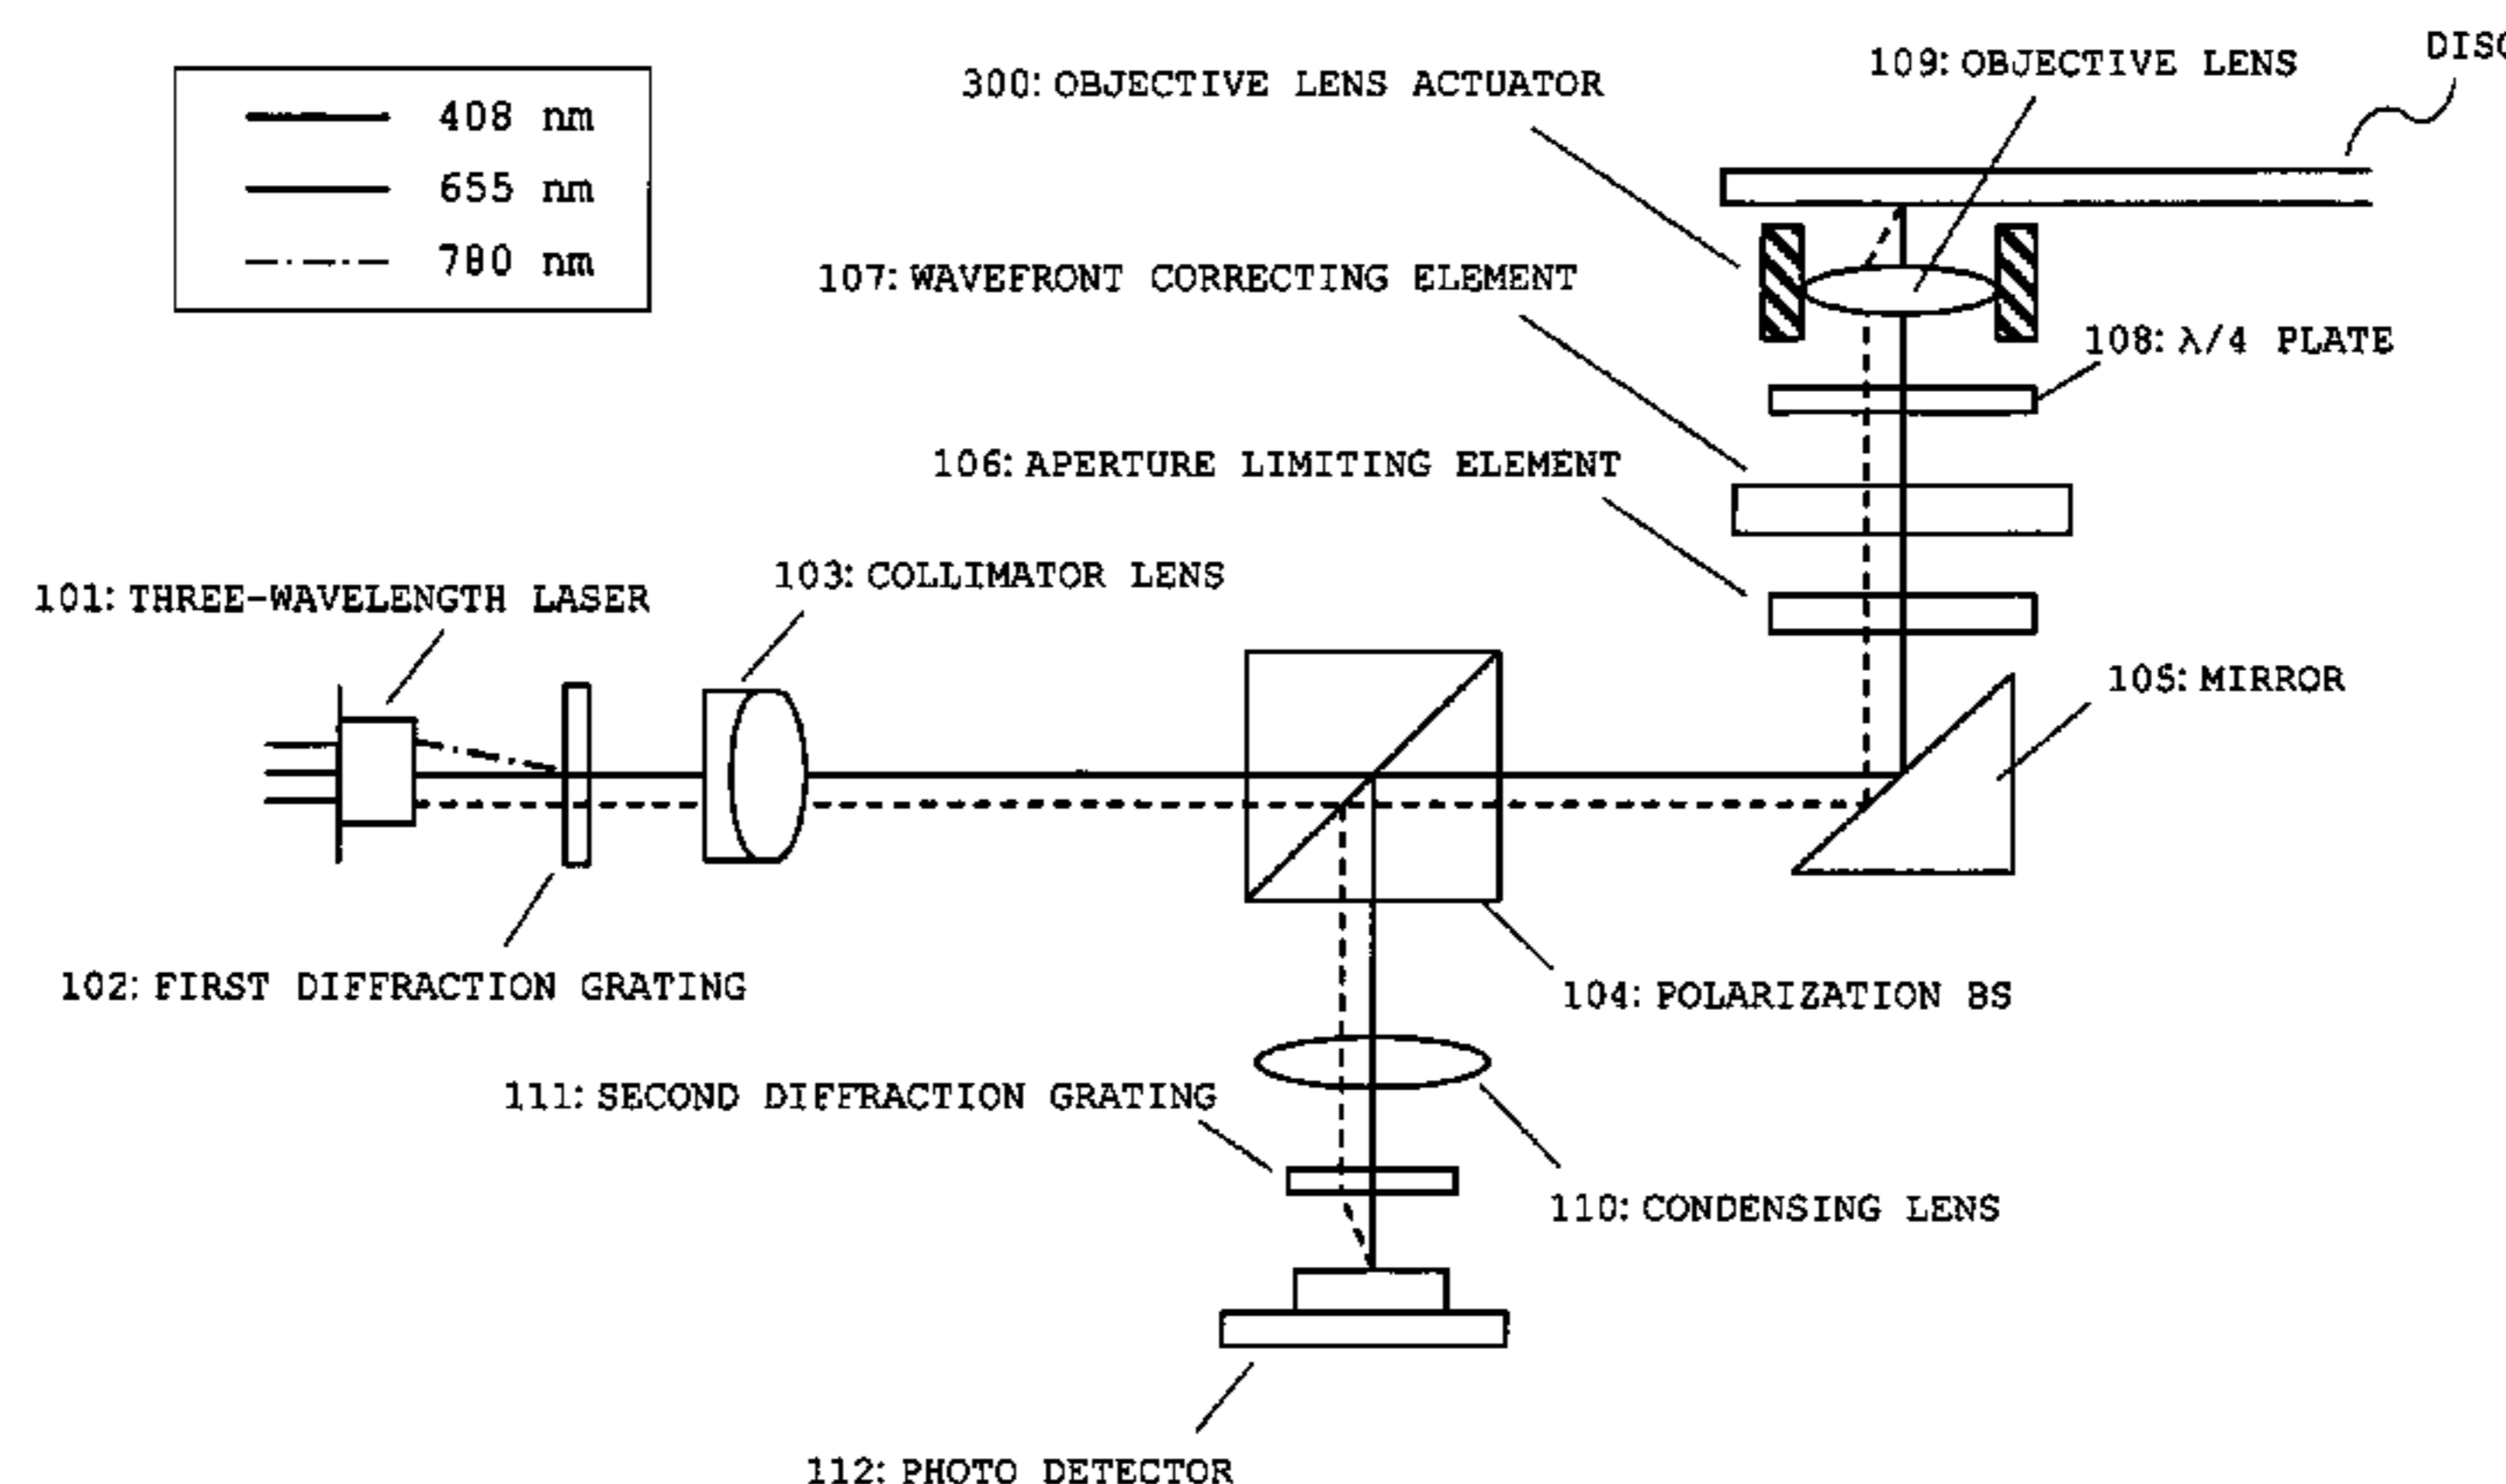 408 nm
655 nm
780 nm
300: OBJECTIVE LENS ACTUATOR
109: OBJECTIVE LENS
107: WAVEFRONT CORRECTING ELEMENT
108: λ/4 PLATE
106: APERTURE LIMITING ELEMENT
103: COLLIMATOR LENS
101: THREE-WAVELENGTH LASER
105: MIRROR
102: FIRST DIFFRACTION GRATING
104: POLARIZATION BS
111: SECOND DIFFRACTION GRATING
110: CONDENSING LENS
112: PHOTO DETECTOR